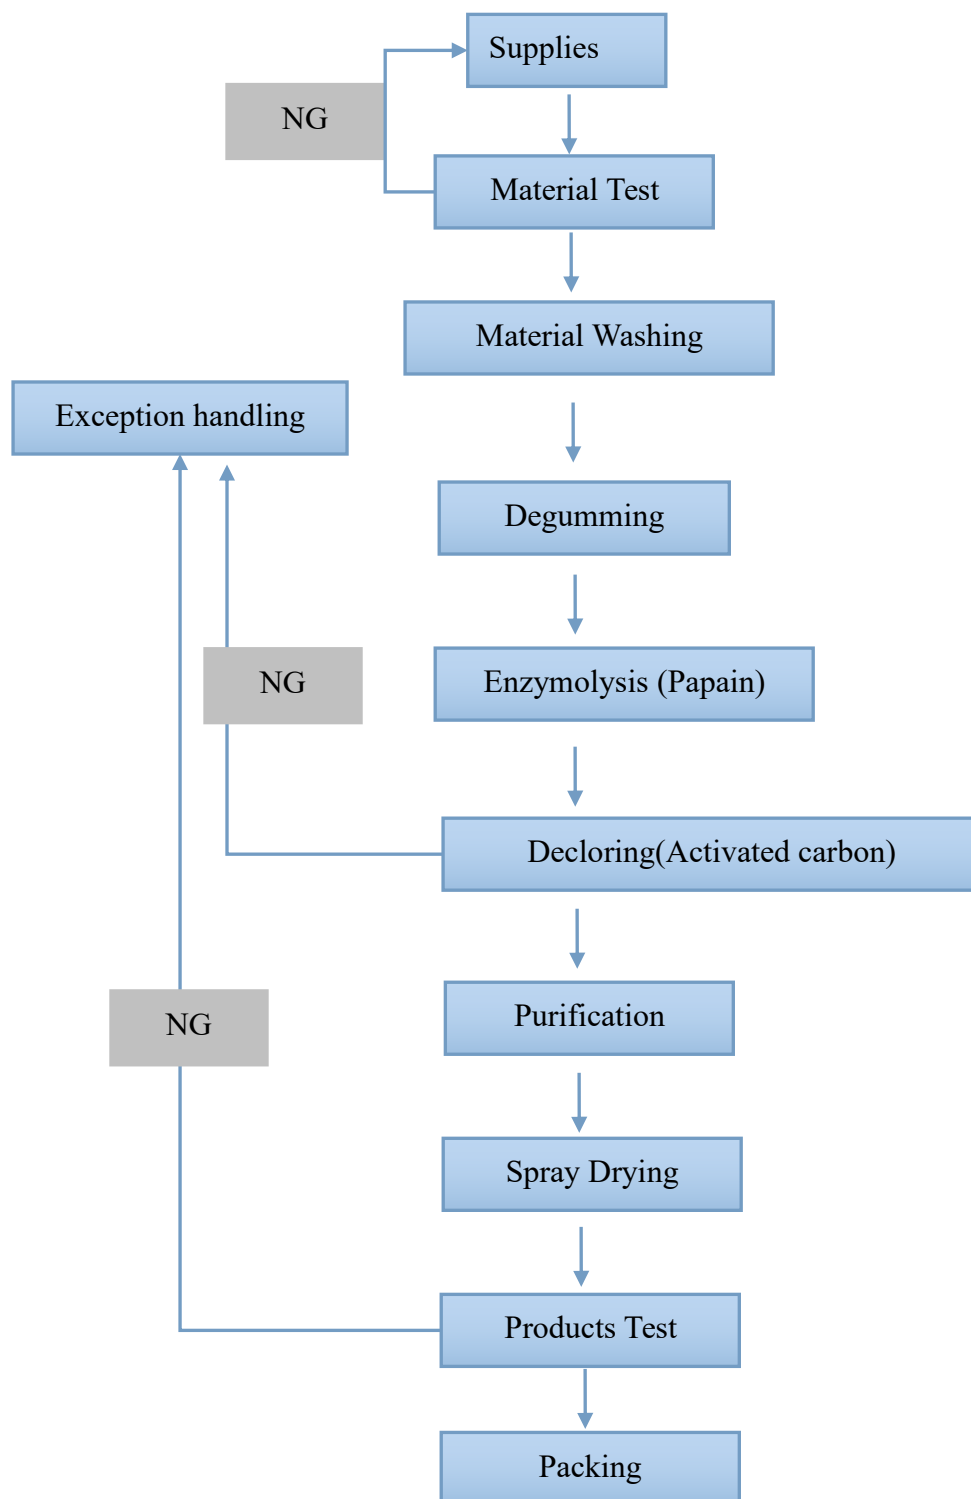 Supplies
NG
Material Test
Material Washing
Exception handling
Degumming
NG
Enzymolysis (Papain)
Decloring(Activated carbon)
Purification
NG
Spray Drying
Products Test
Packing